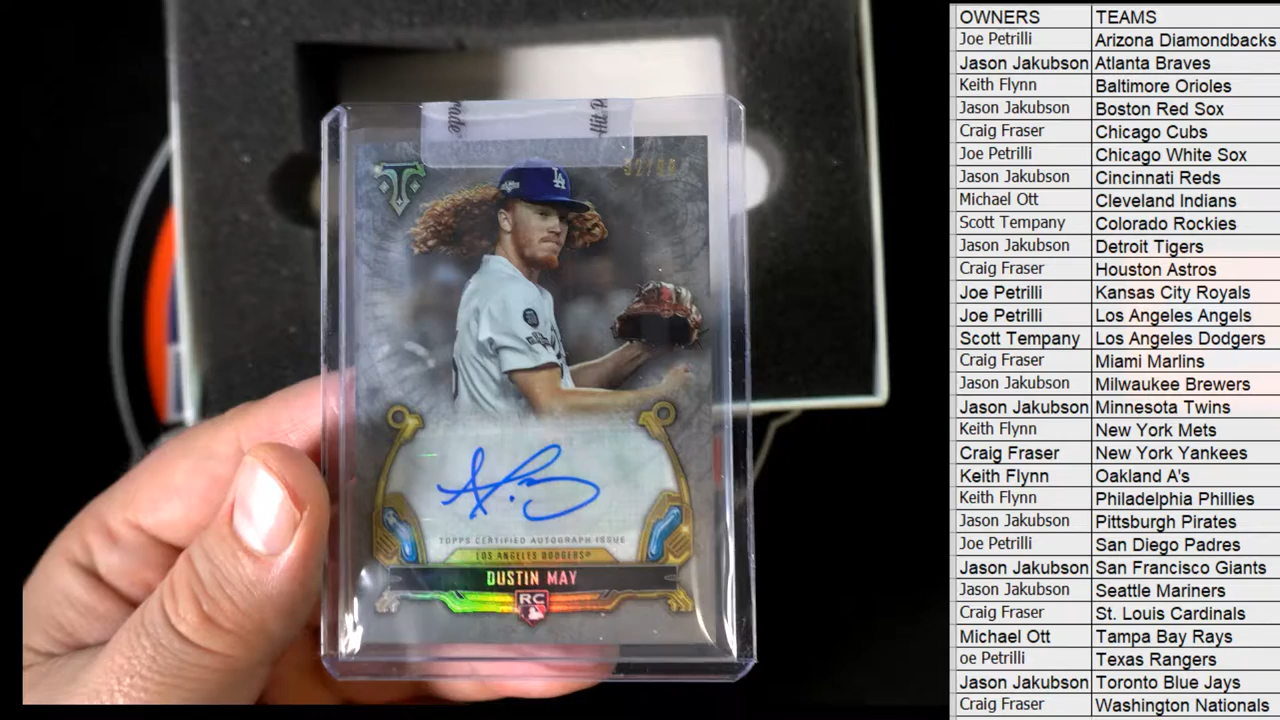 LA
TOPPS CERTIFIED AUTOGRAPH ISSUE
LOS ANGELES DODGERS®
DUSTIN MAY
RC
OWNERS TEAMS
Joe Petrilli Arizona Diamondbacks
Jason Jakubson Atlanta Braves
Keith Flynn Baltimore Orioles
Jason Jakubson Boston Red Sox
Craig Fraser Chicago Cubs
Joe Petrilli Chicago White Sox
Jason Jakubson Cincinnati Reds
Michael Ott Cleveland Indians
Scott Tempany Colorado Rockies
Jason Jakubson Detroit Tigers
Craig Fraser Houston Astros
Joe Petrilli Kansas City Royals
Joe Petrilli Los Angeles Angels
Scott Tempany Los Angeles Dodgers
Craig Fraser Miami Marlins
Jason Jakubson Milwaukee Brewers
Jason Jakubson Minnesota Twins
Keith Flynn New York Mets
Craig Fraser New York Yankees
Keith Flynn Oakland A's
Keith Flynn Philadelphia Phillies
Jason Jakubson Pittsburgh Pirates
Joe Petrilli San Diego Padres
Jason Jakubson San Francisco Giants
Jason Jakubson Seattle Mariners
Craig Fraser St. Louis Cardinals
Michael Ott Tampa Bay Rays
oe Petrilli Texas Rangers
Jason Jakubson Toronto Blue Jays
Craig Fraser Washington Nationals